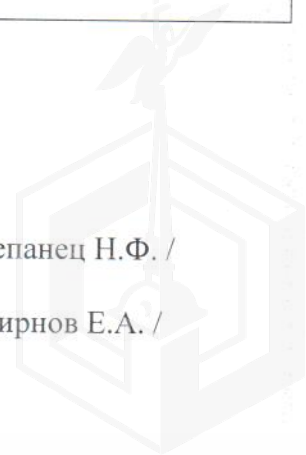 епанец Н.Ф. /
ирнов Е.А. /